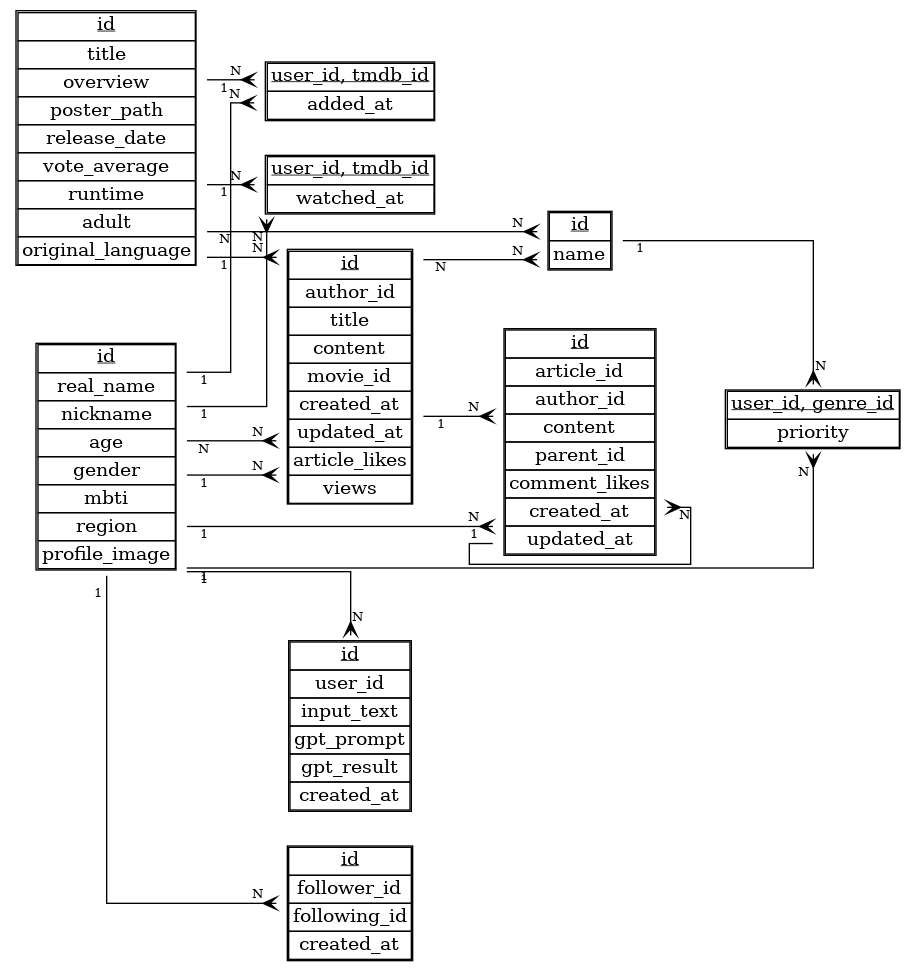 id
title
overview
poster_path
release_date
vote_average
runtime
adult
original_language
N
1
N
user_id, tmdb_id
added_at
N
1
user_id, tmdb_id
watched_at
N
N
N
1
N
N
N
id
name
1
id
author_id
title
content
movie_id
created_at
updated_at
article_likes
views
id
real_name
nickname
age
gender
mbti
region
profile_image
1
1
N
N
1
N
1
N
1
N
1
id
article_id
author_id
content
parent_id
comment_likes
created_at
updated_at
N
N
user_id, genre_id
priority
N
1
1
1
N
id
user_id
input_text
gpt_prompt
gpt_result
created_at
N
id
follower_id
following_id
created_at